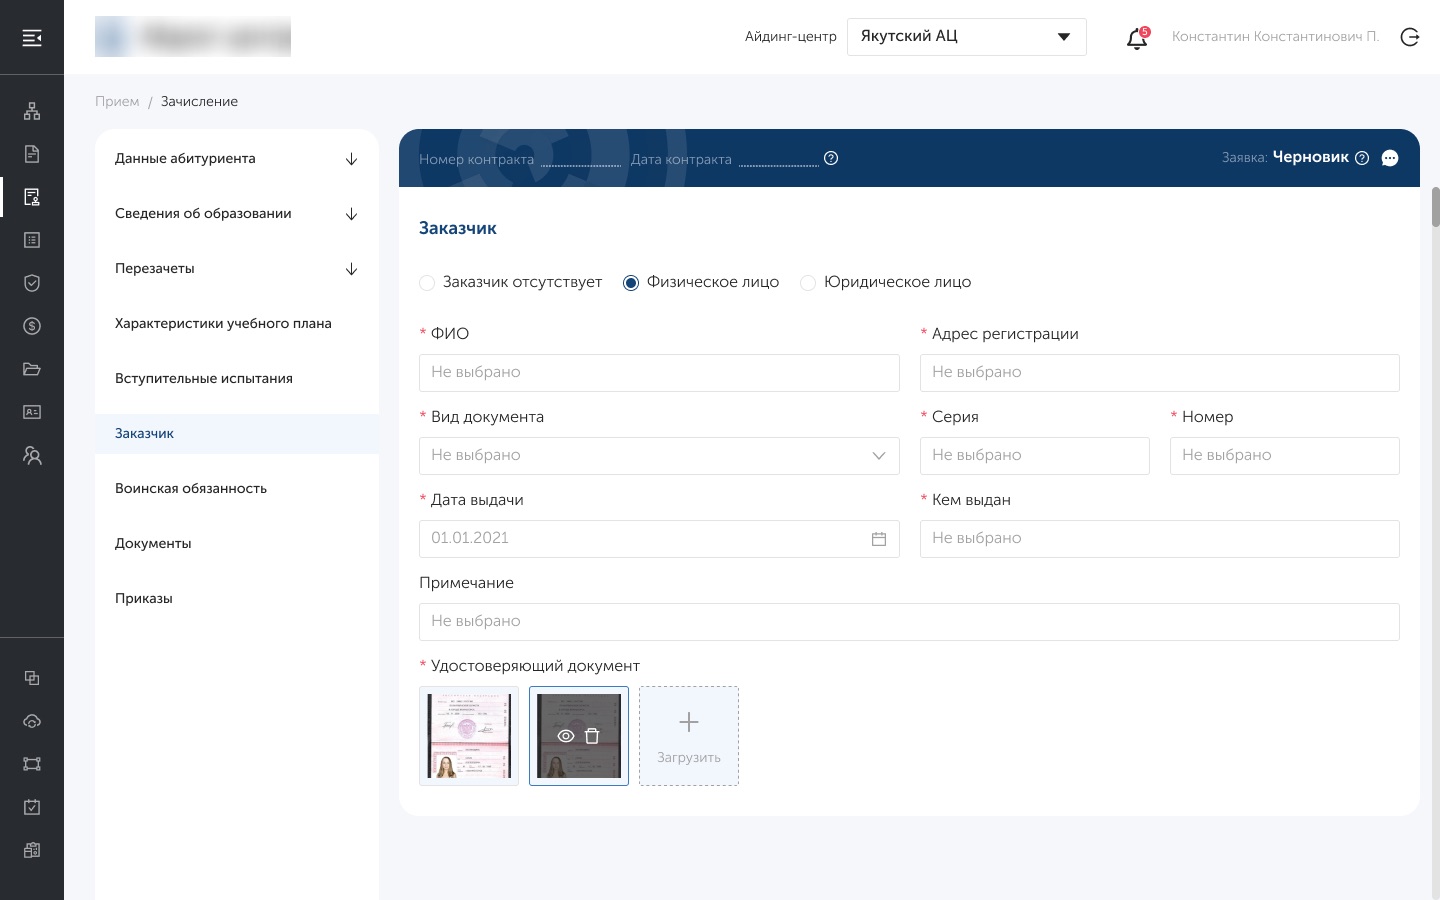 Айдинг-центр Якутский АЦ 5 Константин Константинович П.
Прием / Зачисление
Данные абитуриента
Сведения об образовании
Перезачеты
Характеристики учебного плана
Вступительные испытания
Заказчик
Воинская обязанность
Документы
Приказы
Номер контракта Дата контракта ? Заявка: Черновик ?
Заказчик
Заказчик отсутствует Физическое лицо Юридическое лицо
* ФИО * Адрес регистрации
Не выбрано Не выбрано
* Вид документа * Серия * Номер
Не выбрано Не выбрано Не выбрано
* Дата выдачи * Кем выдан
01.01.2021 Не выбрано
Примечание
Не выбрано
* Удостоверяющий документ
Загрузить